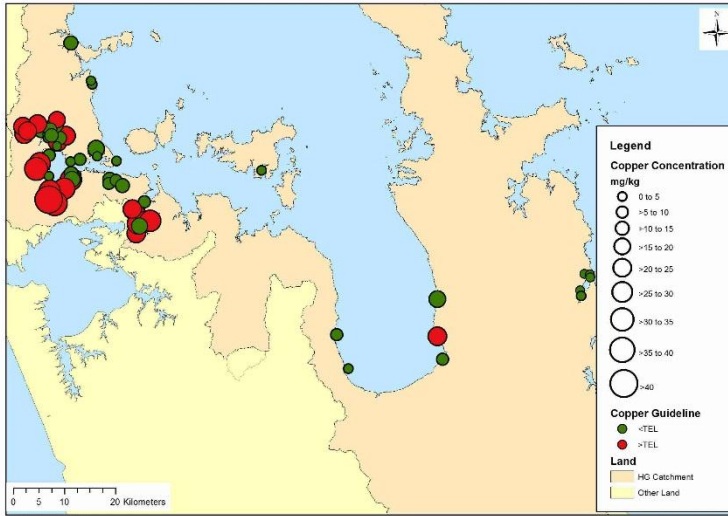 N
Legend
Copper Concentration
mg/kg
0 to 5
>5 to 10
>10 to 15
>15 to 20
>20 to 25
>25 to 30
>30 to 35
>35 to 40
>40
Copper Guideline
<TEL
>TEL
Land
HG Catchment
Other Land
0 5 10 20 Kilometers